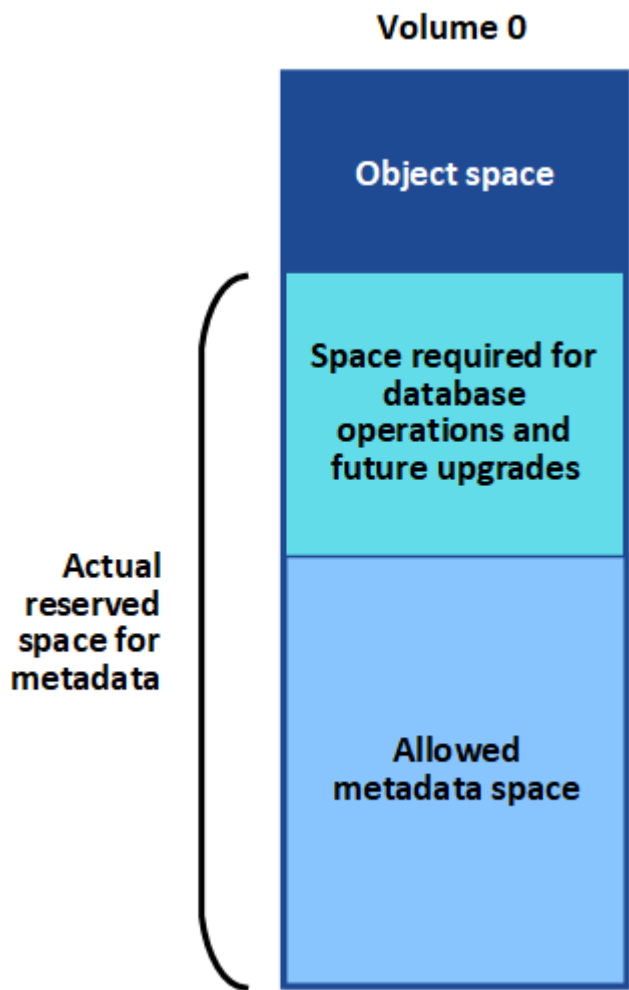 Volume 0
Object space
Space required for
database
operations and
future upgrades
Actual
reserved
space for
metadata
Allowed
metadata space